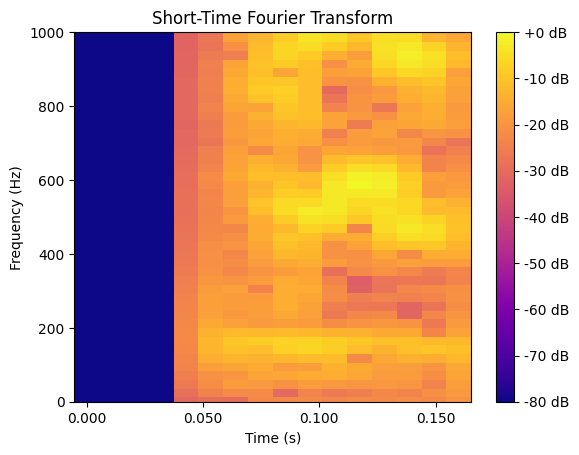 Short-Time Fourier Transform
1000
800
600
400
200
0
Frequency (Hz)
0.000
0.050
0.100
0.150
Time (s)
+0 dB
-10 dB
-20 dB
-30 dB
-40 dB
-50 dB
-60 dB
-70 dB
-80 dB